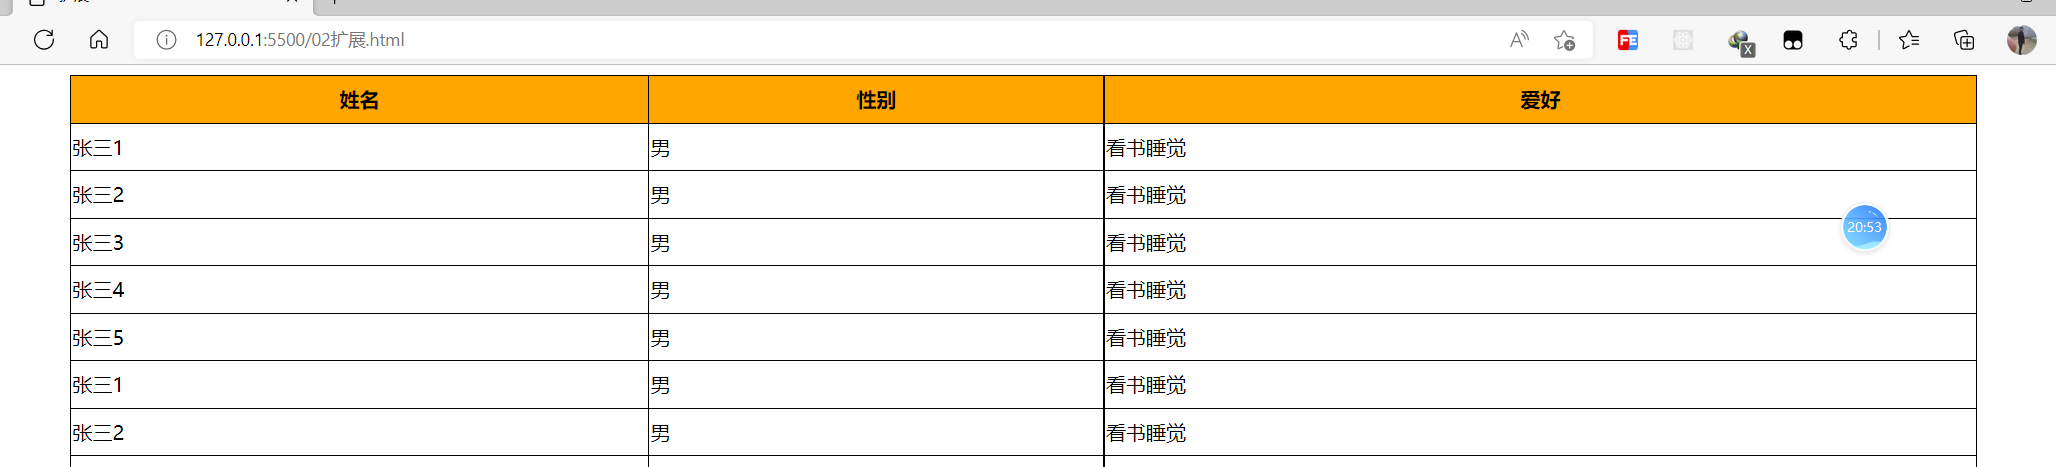 127.0.0.1:5500/02扩展.html
姓名 性别 爱好
张三1 男 看书睡觉
张三2 男 看书睡觉
张三3 男 看书睡觉
20:53
张三4 男 看书睡觉
张三5 男 看书睡觉
张三1 男 看书睡觉
张三2 男 看书睡觉